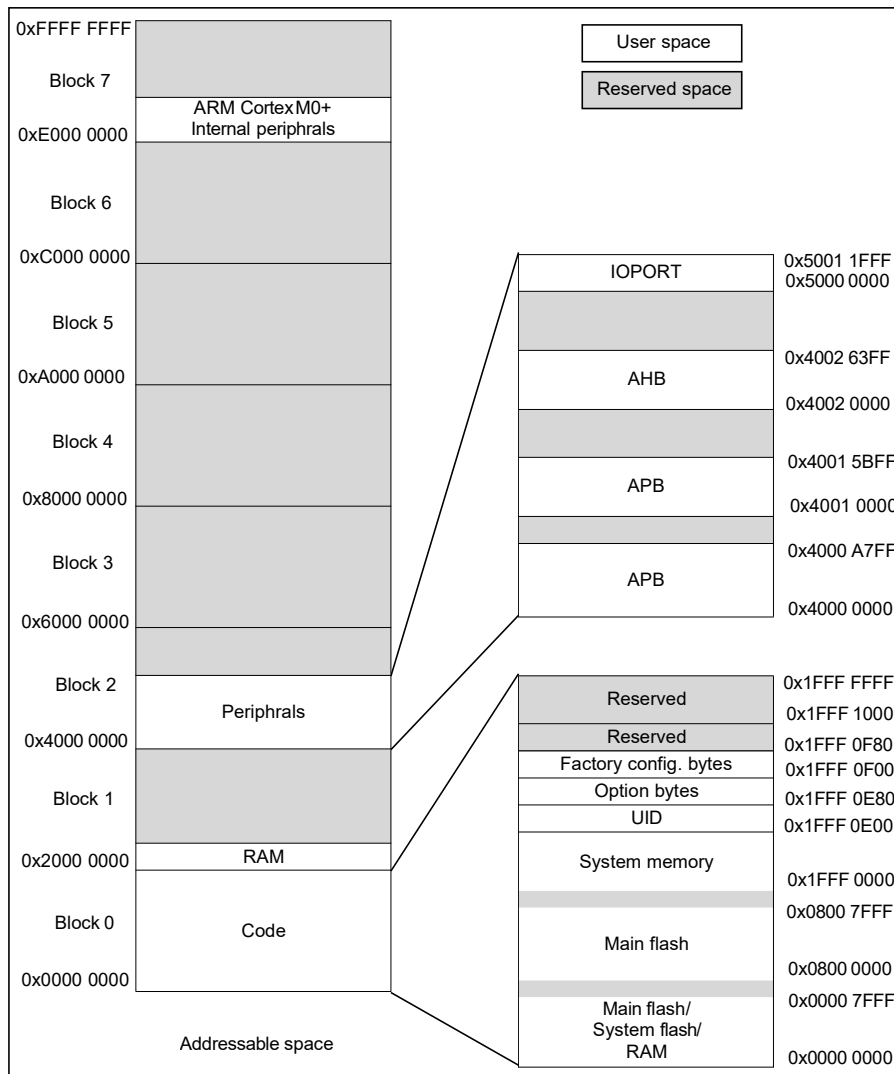 0xFFFF FFFF
Block 7
ARM CortexM0+
Internal periphrals
0xE000 0000
Block 6
0xC000 0000
Block 5
0xA000 0000
Block 4
0x8000 0000
Block 3
0x6000 0000
Block 2
Periphrals
0x4000 0000
Block 1
0x2000 0000
RAM
Block 0
Code
0x0000 0000
Addressable space
User space
Reserved space
IOPORT
0x5001 1FFF
0x5000 0000
0x4002 63FF
AHB
0x4002 0000
0x4001 5BFF
APB
0x4001 0000
0x4000 A7FF
APB
0x4000 0000
0x1FFF FFFF
Reserved
0x1FFF 1000
Reserved
0x1FFF 0F80
Factory config. bytes
0x1FFF 0F00
Option bytes
0x1FFF 0E80
UID
0x1FFF 0E00
System memory
0x1FFF 0000
0x0800 7FFF
Main flash
0x0800 0000
0x0000 7FFF
Main flash/
System flash/
RAM
0x0000 0000